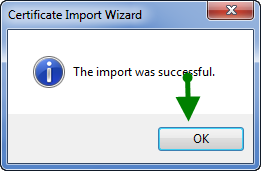 Certificate Import Wizard
The import was successful.
OK